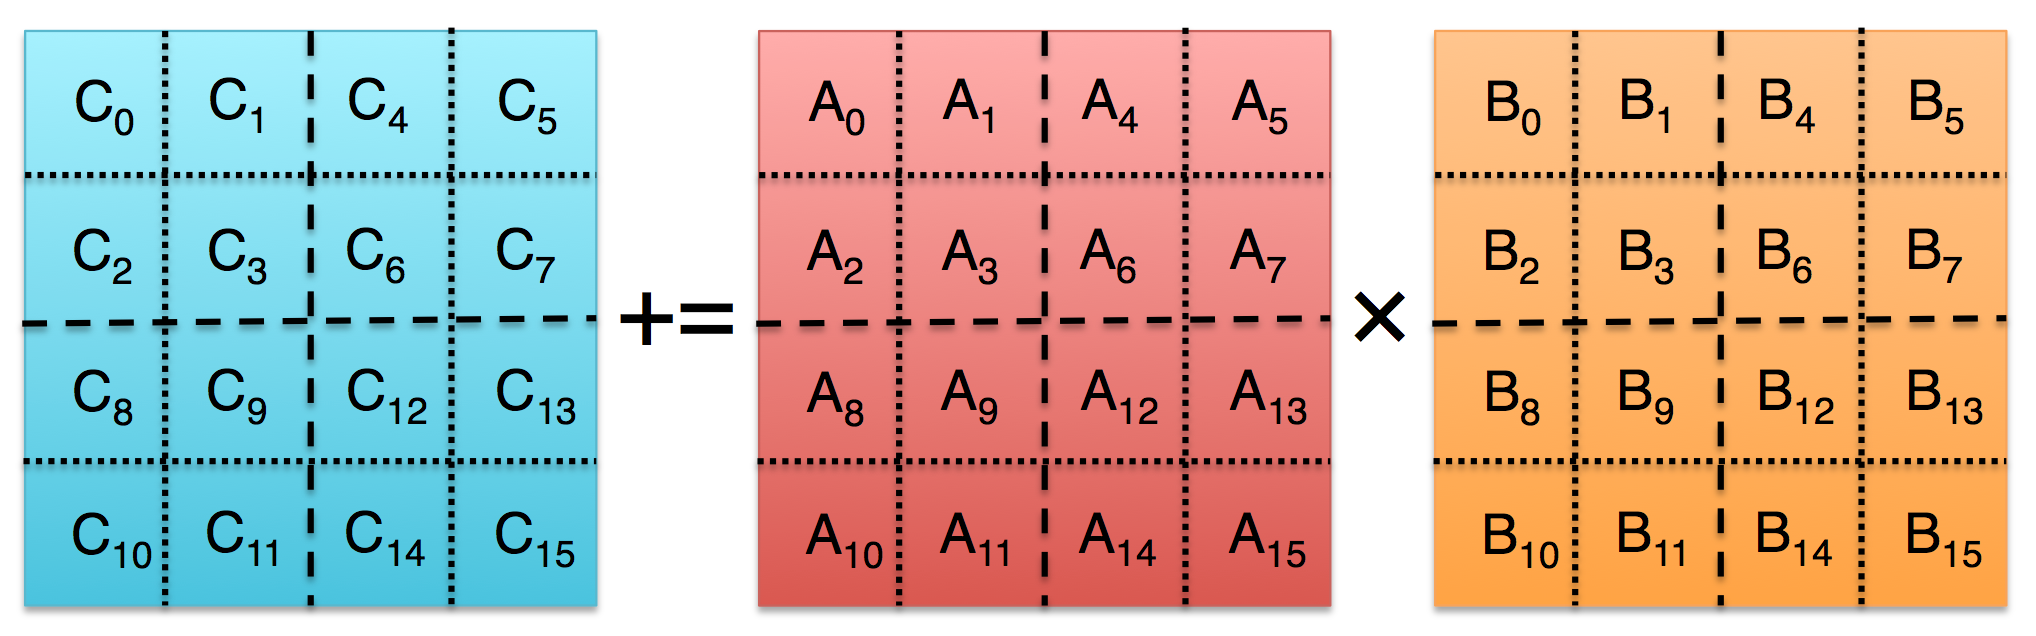 C₀ C₁ C₄ C₅ A₀ A₁ A₄ A₅ B₀ B₁ B₄ B₅
C₂ C₃ C₆ C₇ A₂ A₃ A₆ A₇ B₂ B₃ B₆ B₇
+= ×
C₈ C₉ C₁₂ C₁₃ A₈ A₉ A₁₂ A₁₃ B₈ B₉ B₁₂ B₁₃
C₁₀ C₁₁ C₁₄ C₁₅ A₁₀ A₁₁ A₁₄ A₁₅ B₁₀ B₁₁ B₁₄ B₁₅